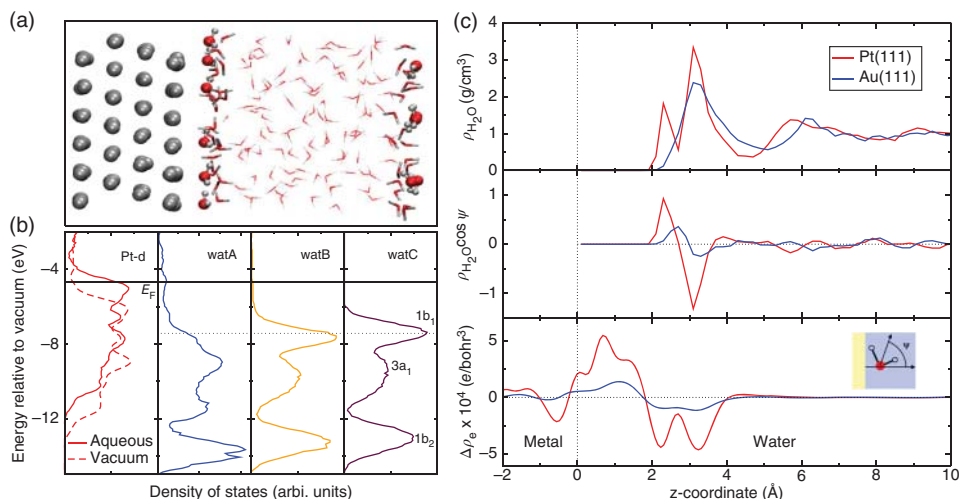 (a)
(b)
Energy relative to vacuum (eV)
−4
−8
−12
Pt-d
watA
watB
watC
E_F
1b₁
3a₁
1b₂
Aqueous
Vacuum
Density of states (arbi. units)
(c)
ρ_H₂O (g/cm³)
4
3
2
1
0
Pt(111)
Au(111)
ρ_H₂O cos ψ
1
0
−1
Δρ_e x 10⁴ (e/bohr³)
5
0
−5
ψ
Metal
Water
−2 0 2 4 6 8 10
z-coordinate (Å)